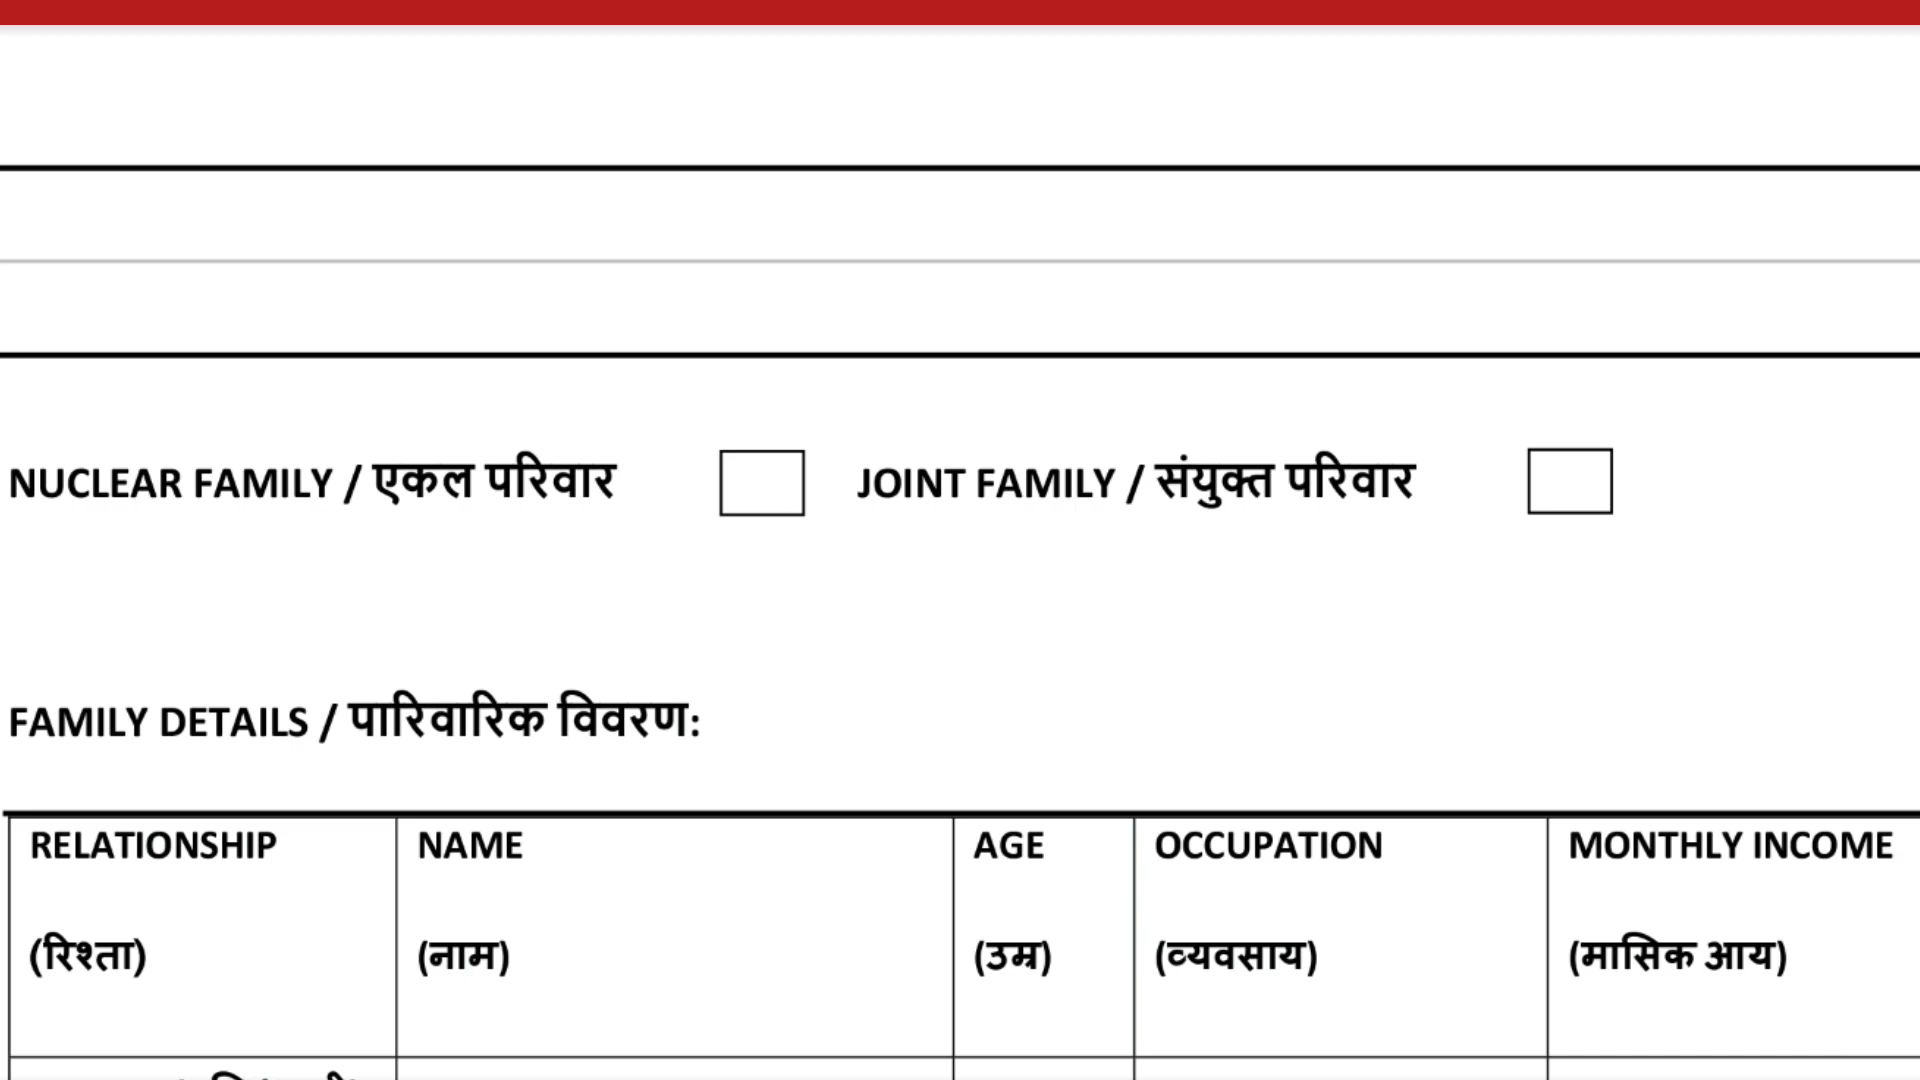 NUCLEAR FAMILY / एकल परिवार JOINT FAMILY / संयुक्त परिवार
FAMILY DETAILS / पारिवारिक विवरण:
RELATIONSHIP NAME AGE OCCUPATION MONTHLY INCOME
(रिश्ता) (नाम) (उम्र) (व्यवसाय) (मासिक आय)